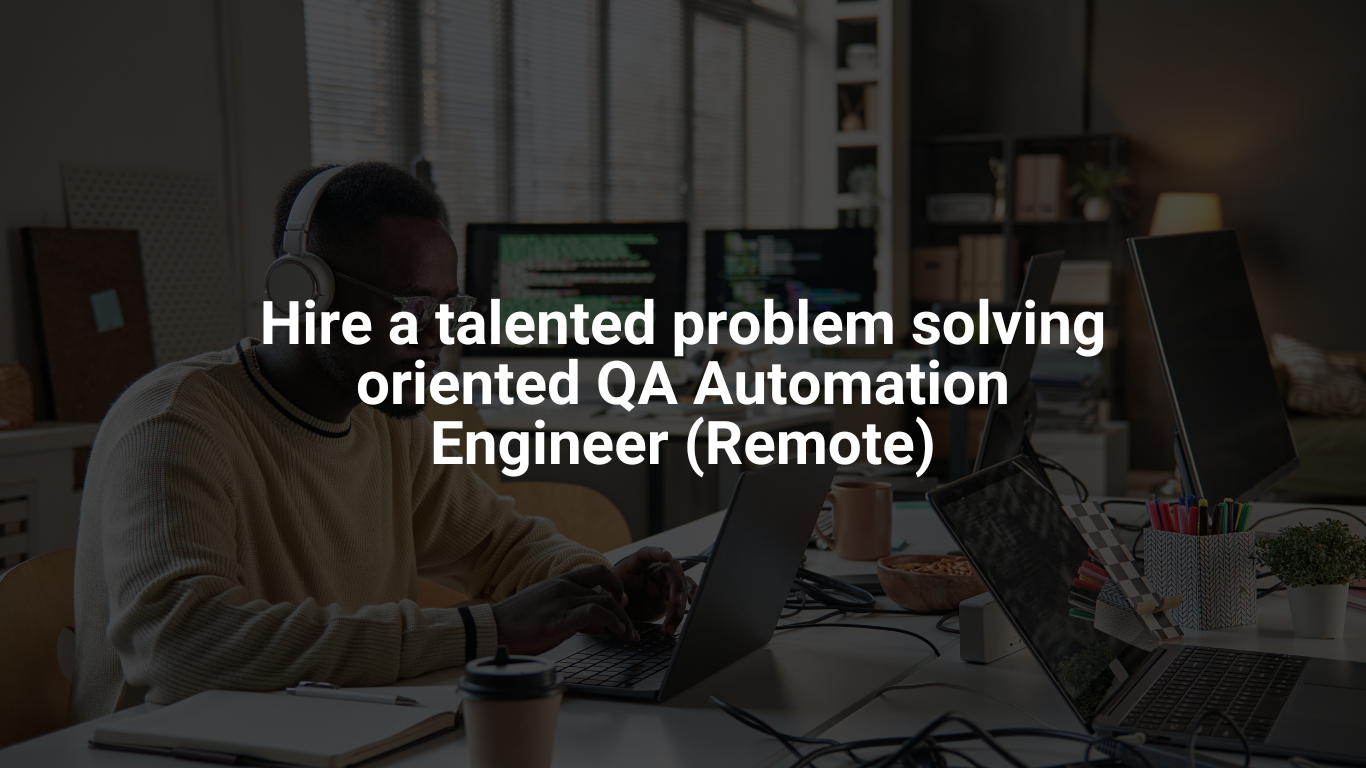 Hire a talented problem solving
oriented QA Automation
Engineer (Remote)